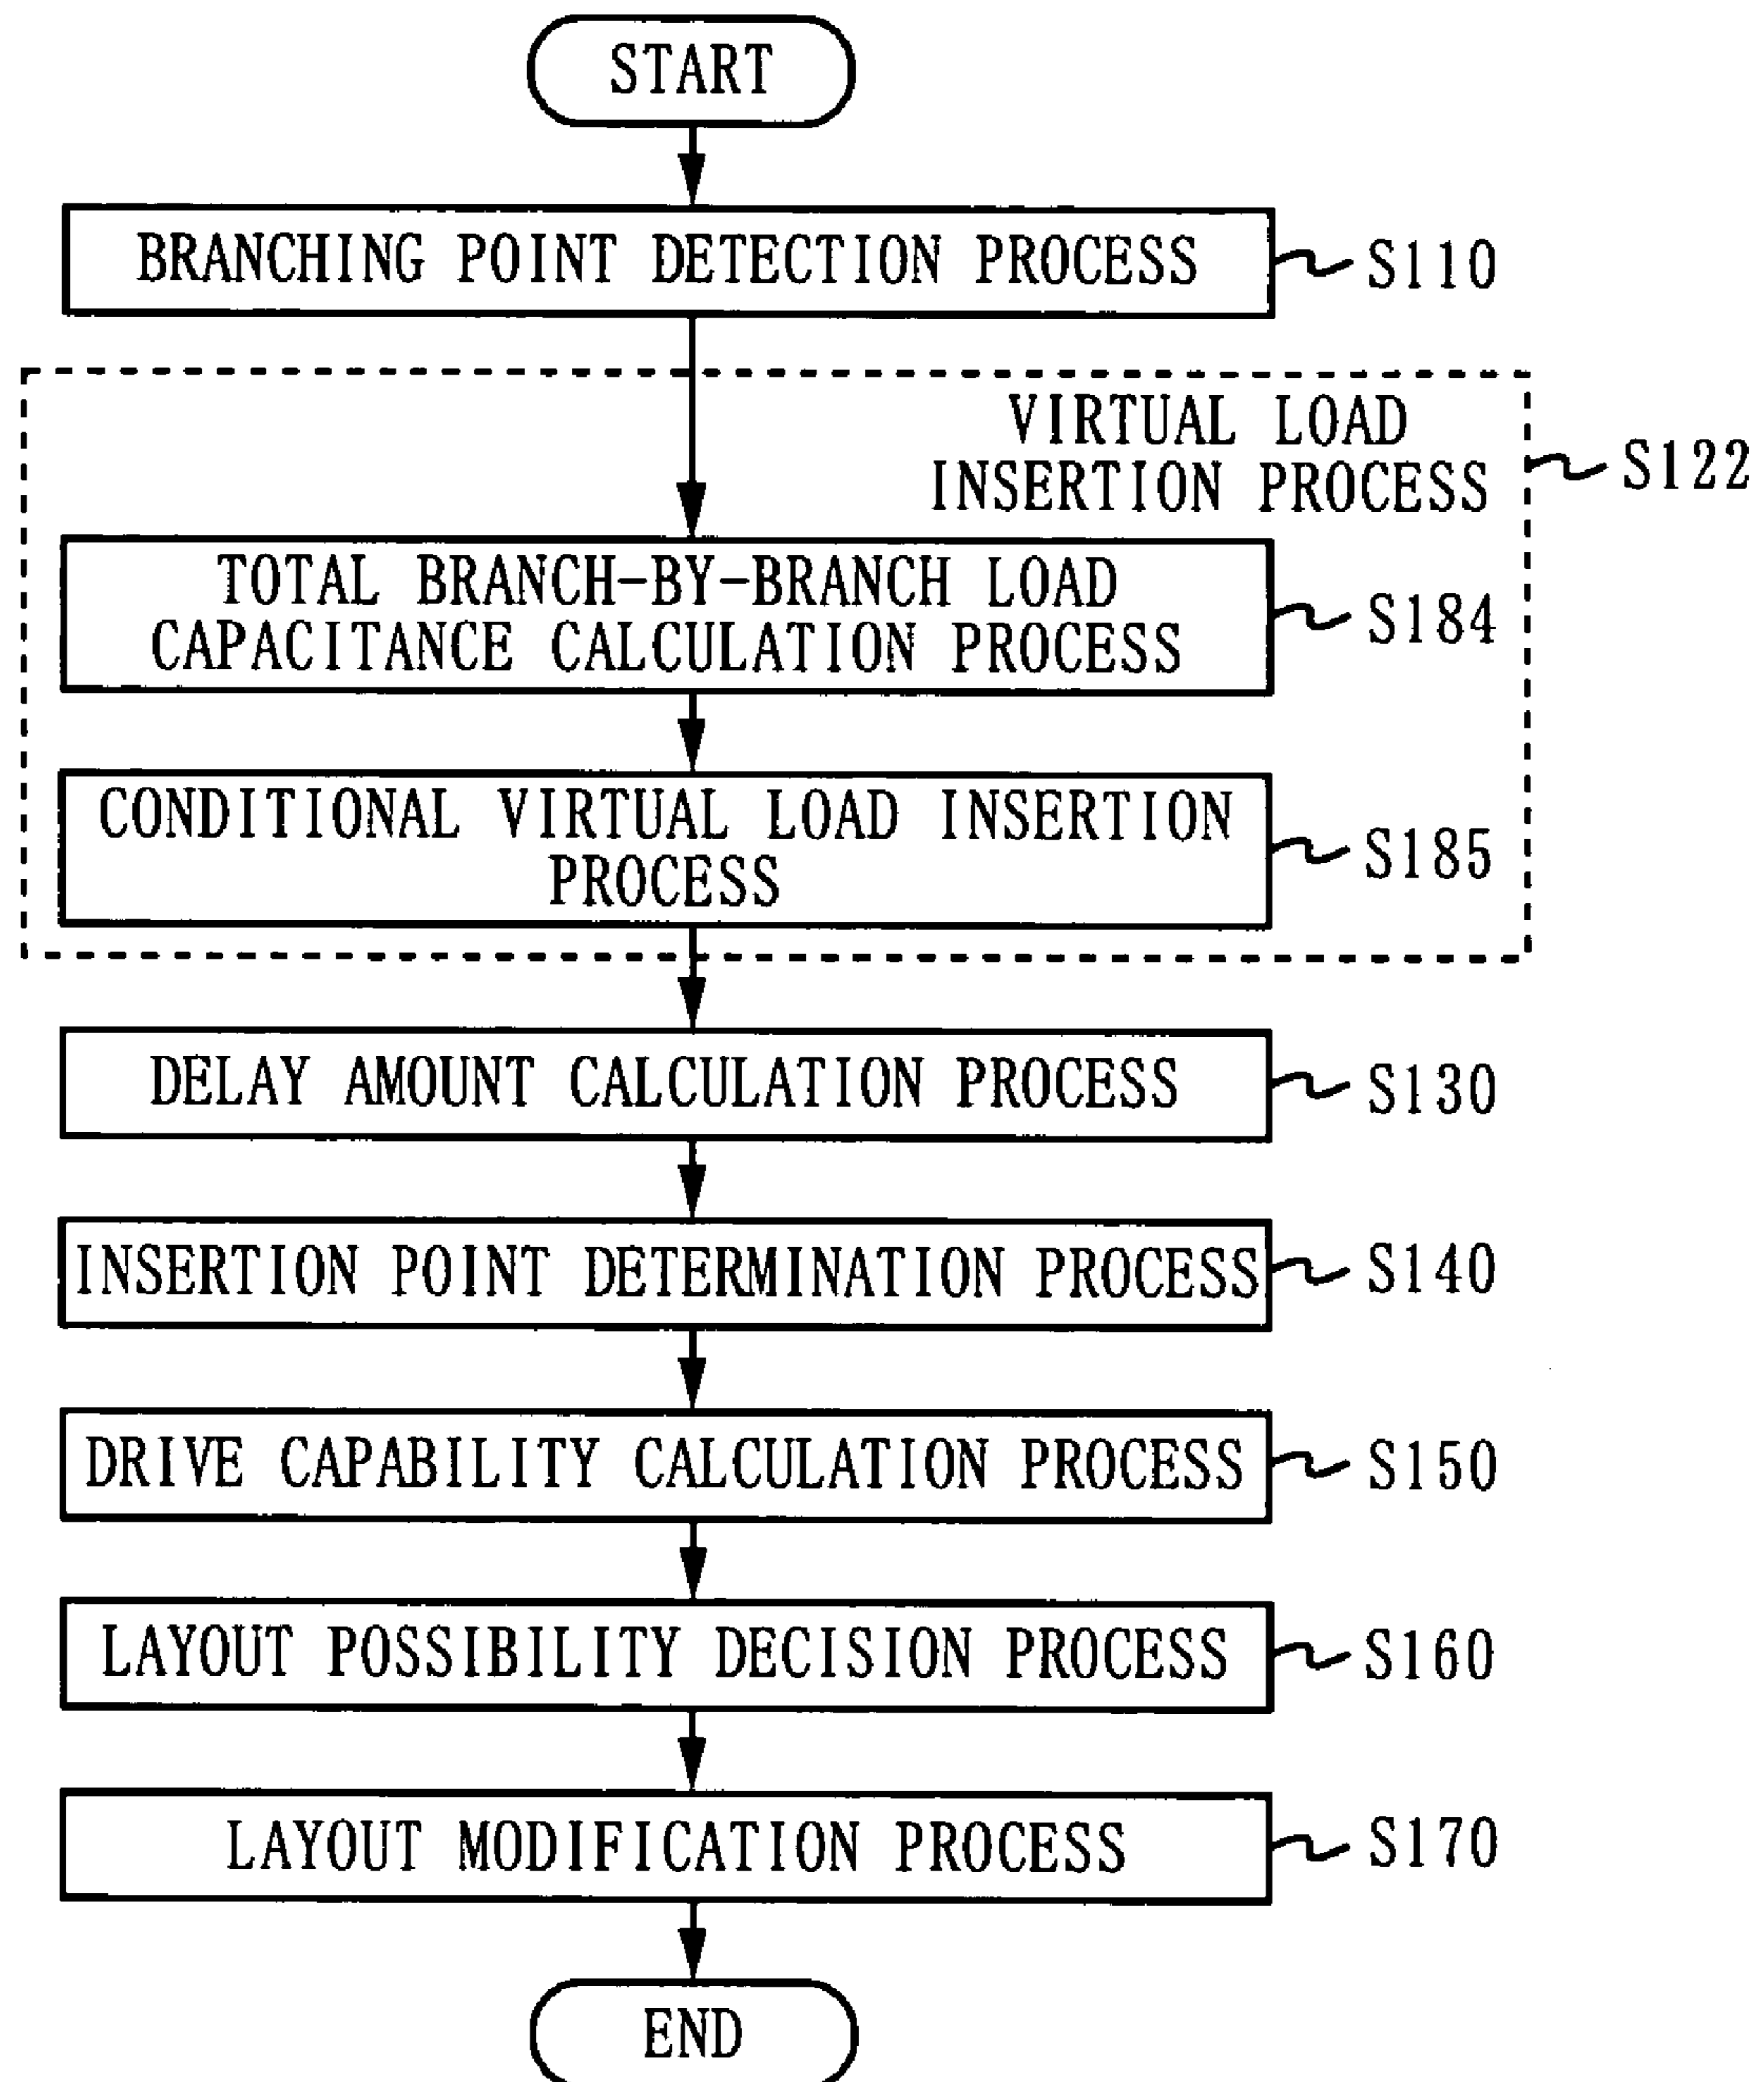 START
BRANCHING POINT DETECTION PROCESS
S110
VIRTUAL LOAD
INSERTION PROCESS
S122
TOTAL BRANCH-BY-BRANCH LOAD
CAPACITANCE CALCULATION PROCESS
S184
CONDITIONAL VIRTUAL LOAD INSERTION
PROCESS
S185
DELAY AMOUNT CALCULATION PROCESS
S130
INSERTION POINT DETERMINATION PROCESS
S140
DRIVE CAPABILITY CALCULATION PROCESS
S150
LAYOUT POSSIBILITY DECISION PROCESS
S160
LAYOUT MODIFICATION PROCESS
S170
END